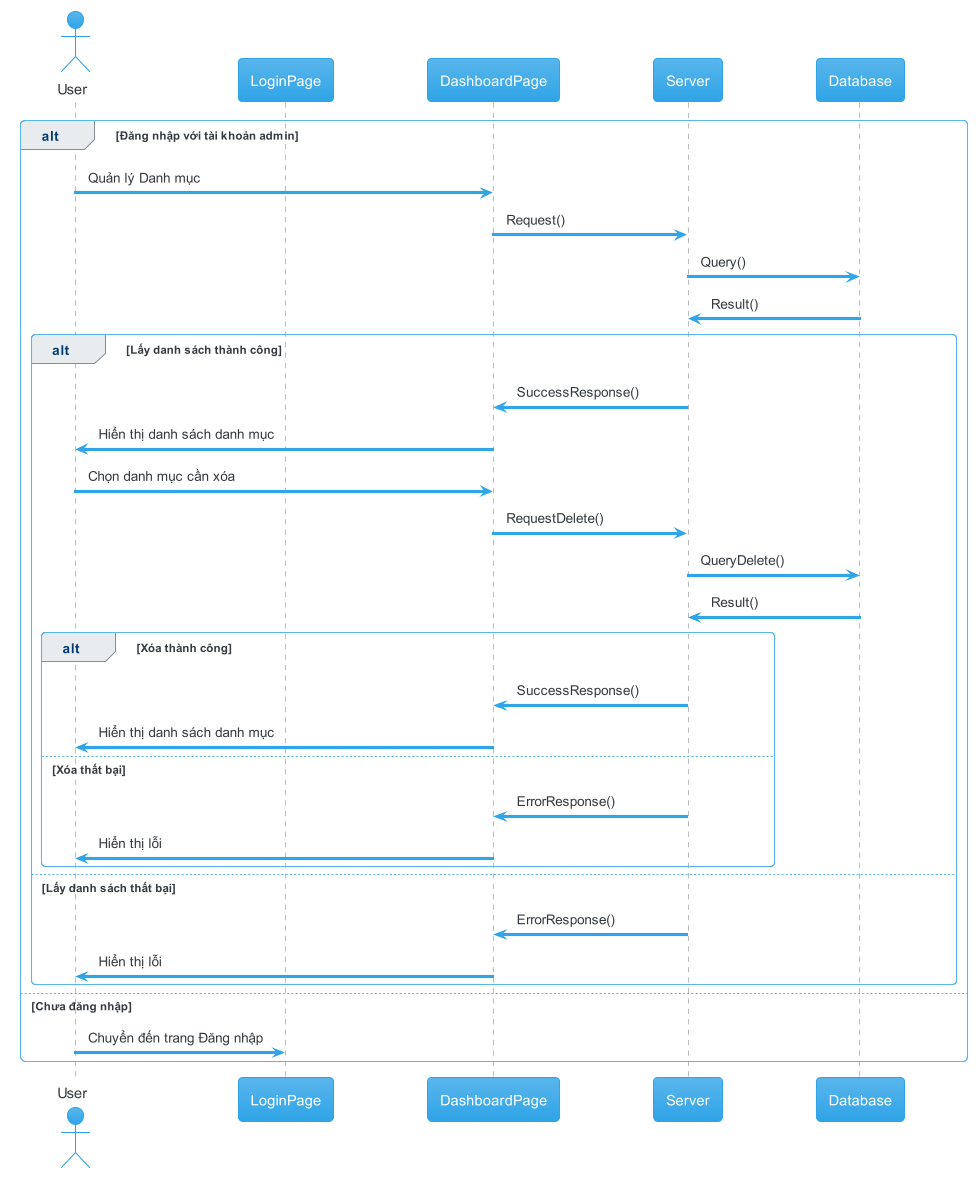 User
LoginPage
DashboardPage
Server
Database
alt
[Đăng nhập với tài khoản admin]
Quản lý Danh mục
Request()
Query()
Result()
alt
[Lấy danh sách thành công]
SuccessResponse()
Hiển thị danh sách danh mục
Chọn danh mục cần xóa
RequestDelete()
QueryDelete()
Result()
alt
[Xóa thành công]
SuccessResponse()
Hiển thị danh sách danh mục
[Xóa thất bại]
ErrorResponse()
Hiển thị lỗi
[Lấy danh sách thất bại]
ErrorResponse()
Hiển thị lỗi
[Chưa đăng nhập]
Chuyển đến trang Đăng nhập
User
LoginPage
DashboardPage
Server
Database